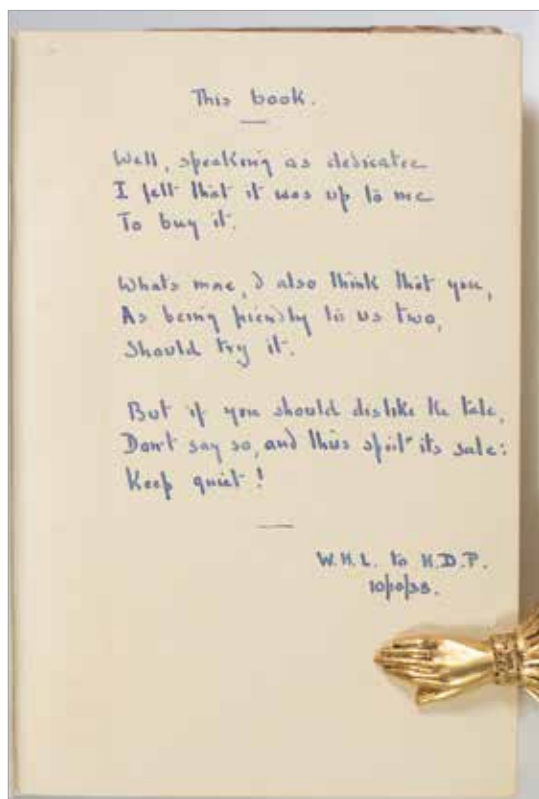 This book.
Well, speaking as dedicatee
I felt that it was up to me
To buy it.
Whats more, I also think that you,
As being friendly to us two,
Should try it.
But if you should dislike the tale,
Don't say so, and thus spoil its sale:
Keep quiet!
W.H.L. to H.D.P.
10/10/38.